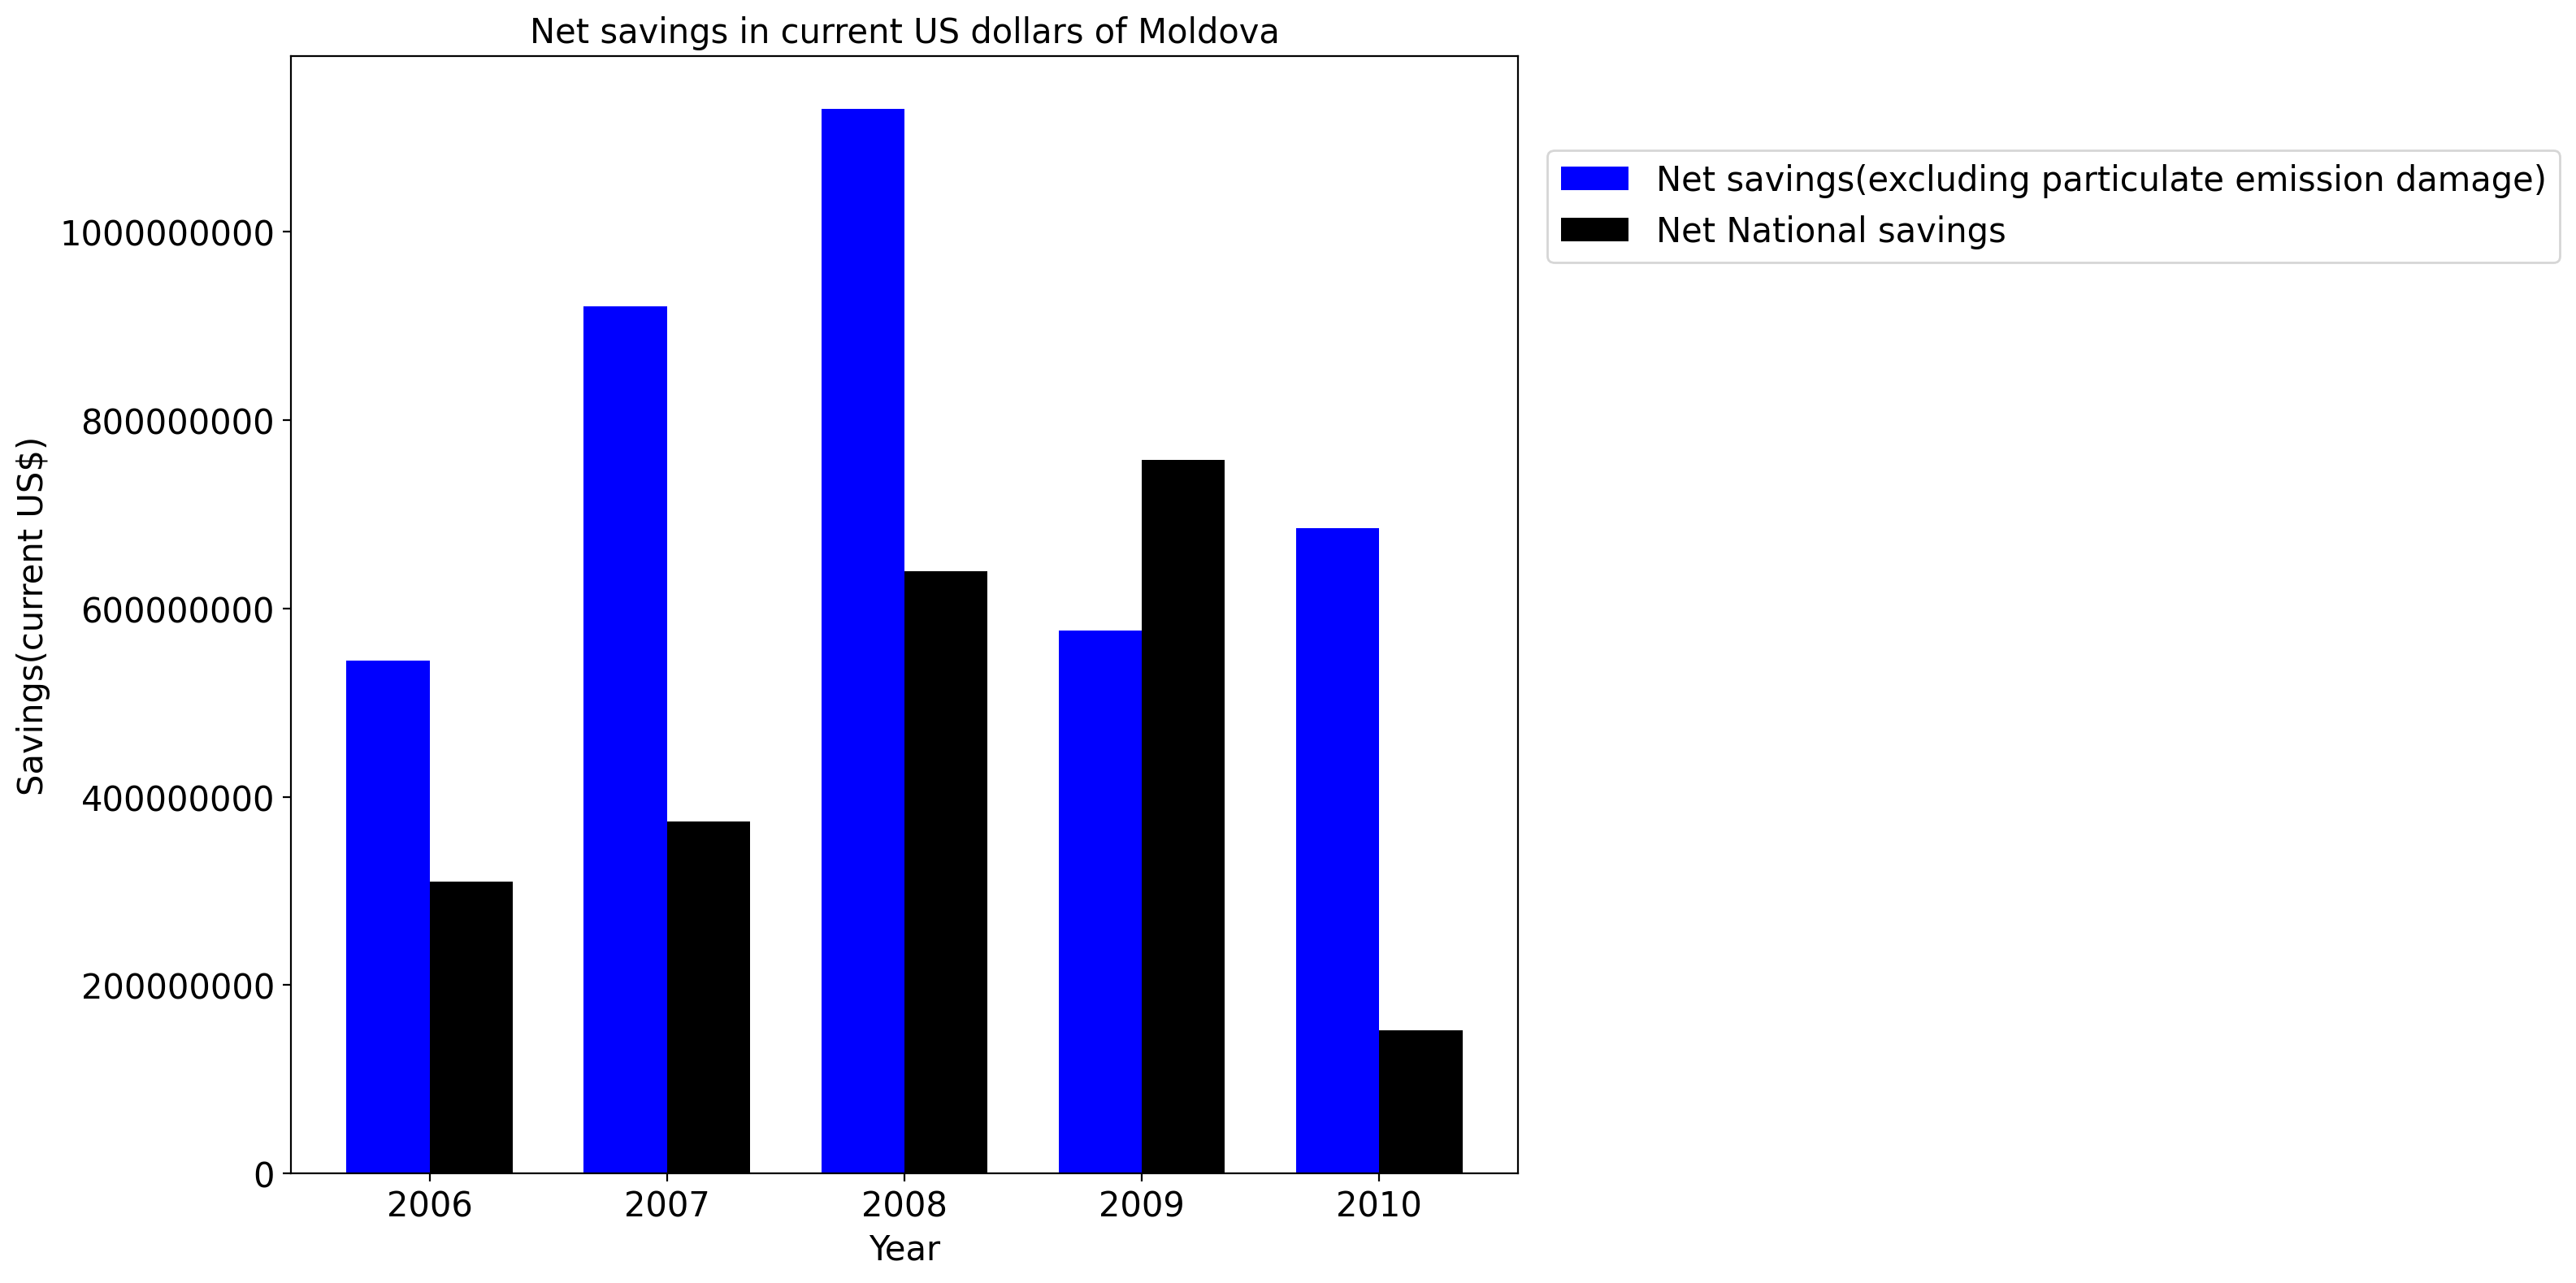 Net savings in current US dollars of Moldova
Savings(current US$)
1000000000
800000000
600000000
400000000
200000000
0
2006 2007 2008 2009 2010
Year
Net savings(excluding particulate emission damage)
Net National savings